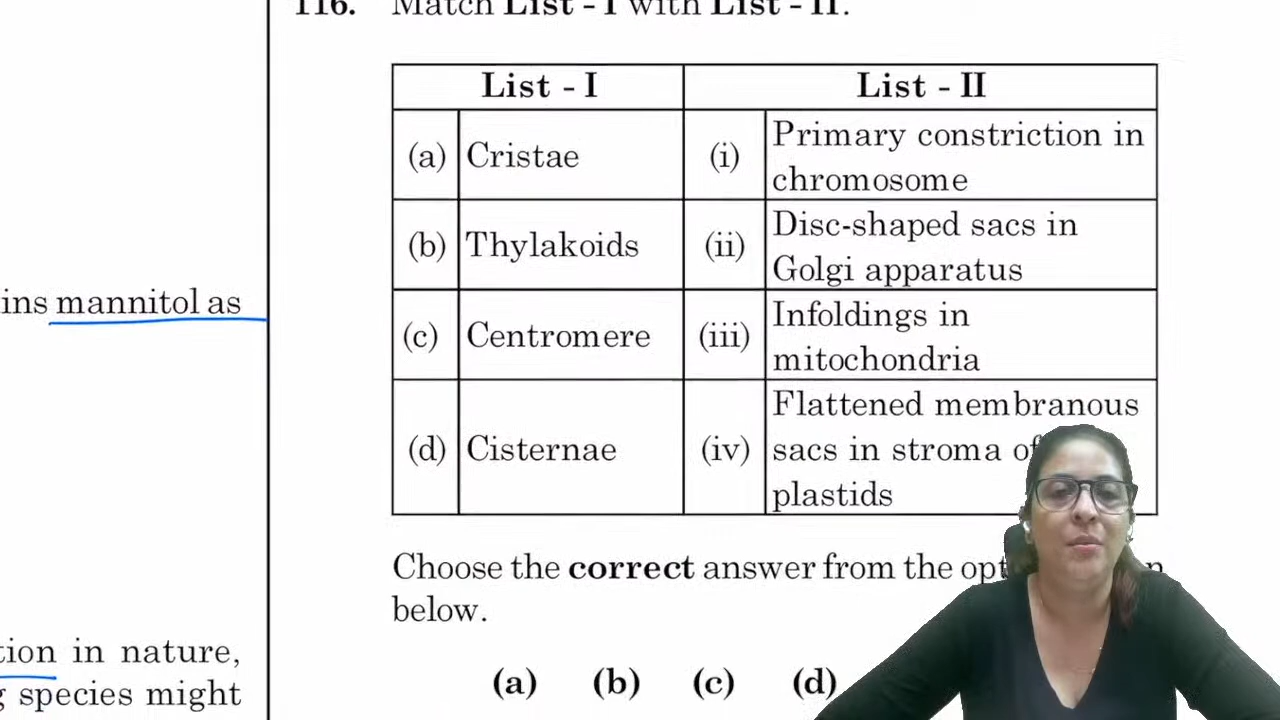 116. Match List - I with List - II.
List - I List - II
(a) Cristae (i) Primary constriction in
chromosome
(b) Thylakoids (ii) Disc-shaped sacs in
Golgi apparatus
ins mannitol as
(c) Centromere (iii) Infoldings in
mitochondria
(d) Cisternae (iv) Flattened membranous
sacs in stroma of
plastids
Choose the correct answer from the
below.
tion in nature,
species might
(a) (b) (c) (d)